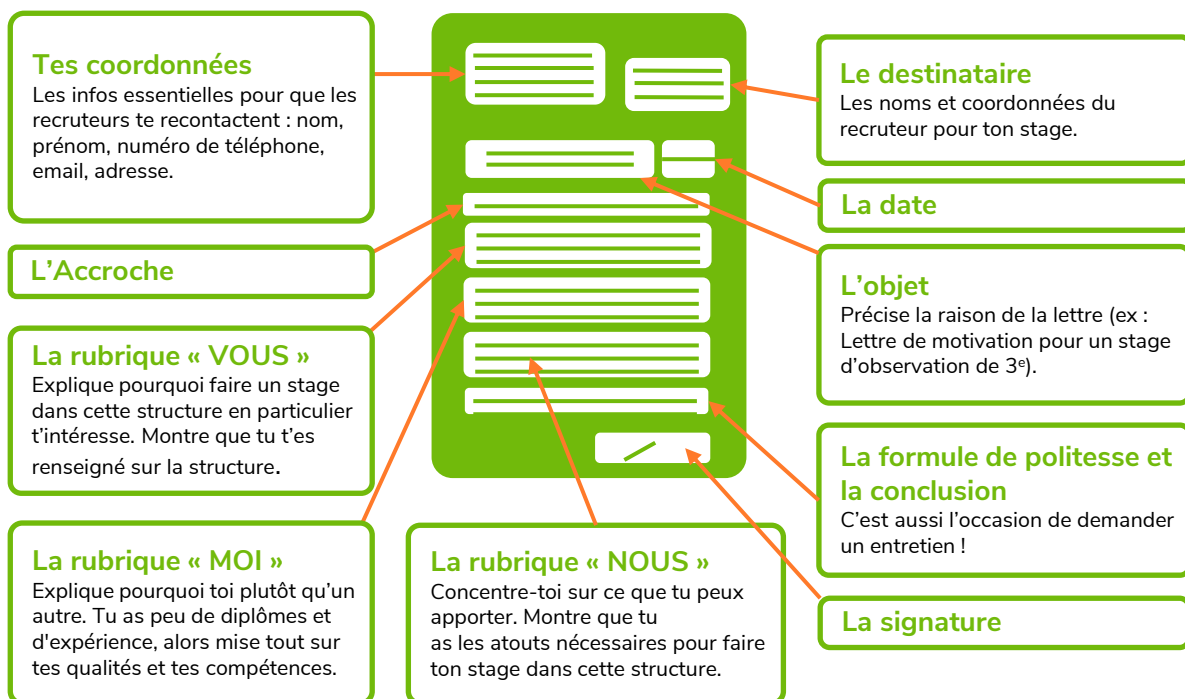 Tes coordonnées
Les infos essentielles pour que les
recruteurs te recontactent : nom,
prénom, numéro de téléphone,
email, adresse.
L’Accroche
La rubrique « VOUS »
Explique pourquoi faire un stage
dans cette structure en particulier
t’intéresse. Montre que tu t’es
renseigné sur la structure.
La rubrique « MOI »
Explique pourquoi toi plutôt qu’un
autre. Tu as peu de diplômes et
d'expérience, alors mise tout sur
tes qualités et tes compétences.
La rubrique « NOUS »
Concentre-toi sur ce que tu peux
apporter. Montre que tu
as les atouts nécessaires pour faire
ton stage dans cette structure.
Le destinataire
Les noms et coordonnées du
recruteur pour ton stage.
La date
L’objet
Précise la raison de la lettre (ex :
Lettre de motivation pour un stage
d’observation de 3ᵉ).
La formule de politesse et
la conclusion
C’est aussi l’occasion de demander
un entretien !
La signature